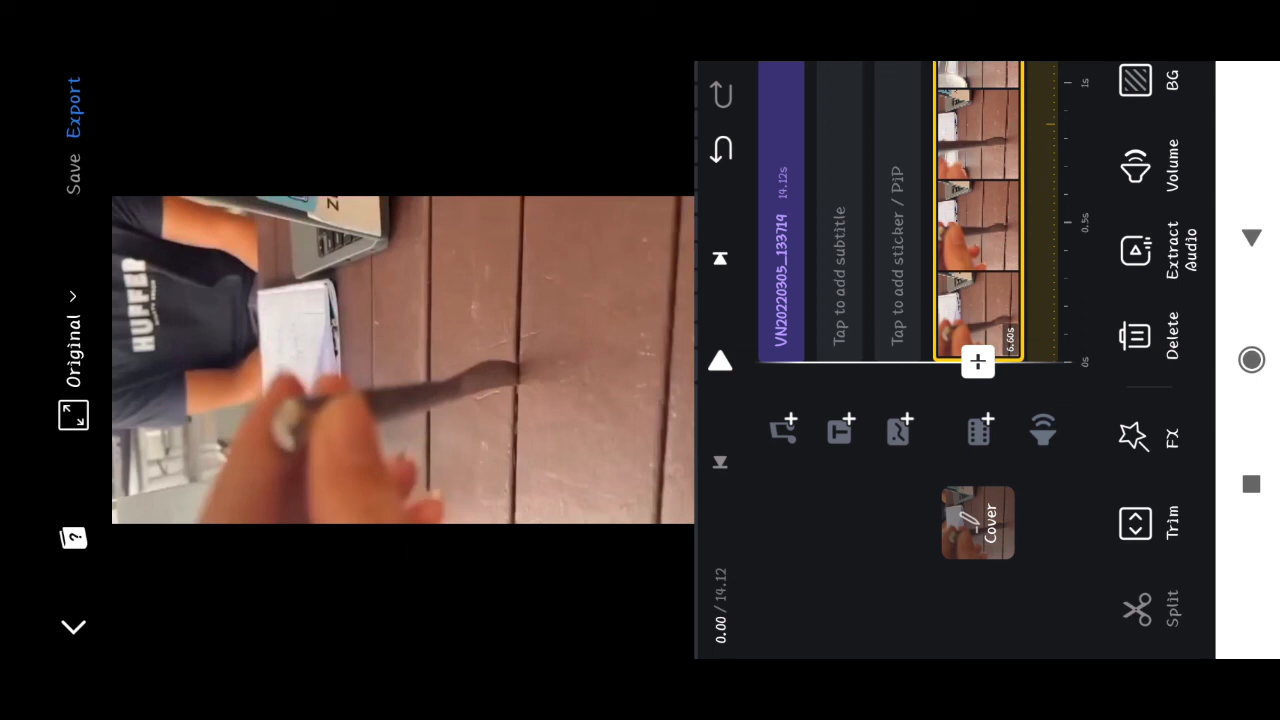 Original
Save
Export
HUFFER
Z
0.00 / 14.12
VN20220305_133719 14.12s
Tap to add subtitle
Tap to add sticker / PiP
Cover
6.60s
0s
0.5s
1s
Split
Trim
FX
Delete
Extract
Audio
Volume
BG